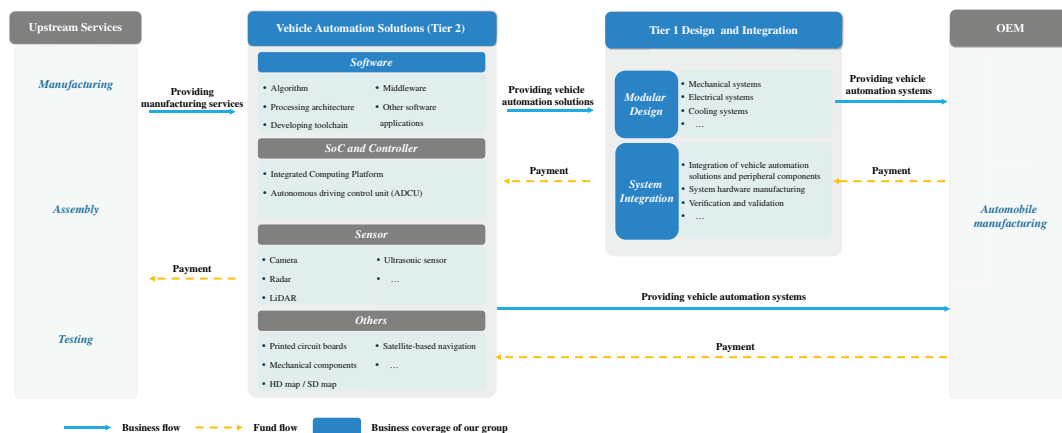 Upstream Services
Manufacturing
Assembly
Testing
Providing
manufacturing services
Payment
Vehicle Automation Solutions (Tier 2)
Software
• Algorithm
• Processing architecture
• Developing toolchain
• Middleware
• Other software
applications
SoC and Controller
• Integrated Computing Platform
• Autonomous driving control unit (ADCU)
Sensor
• Camera
• Radar
• LiDAR
• Ultrasonic sensor
• …
Others
• Printed circuit boards
• Mechanical components
• HD map / SD map
• Satellite-based navigation
• …
Providing vehicle
automation solutions
Payment
Tier 1 Design and Integration
Modular
Design
• Mechanical systems
• Electrical systems
• Cooling systems
• …
System
Integration
• Integration of vehicle automation
solutions and peripheral components
• System hardware manufacturing
• Verification and validation
• …
Providing vehicle
automation systems
Payment
Providing vehicle automation systems
Payment
OEM
Automobile
manufacturing
Business flow
Fund flow
Business coverage of our group